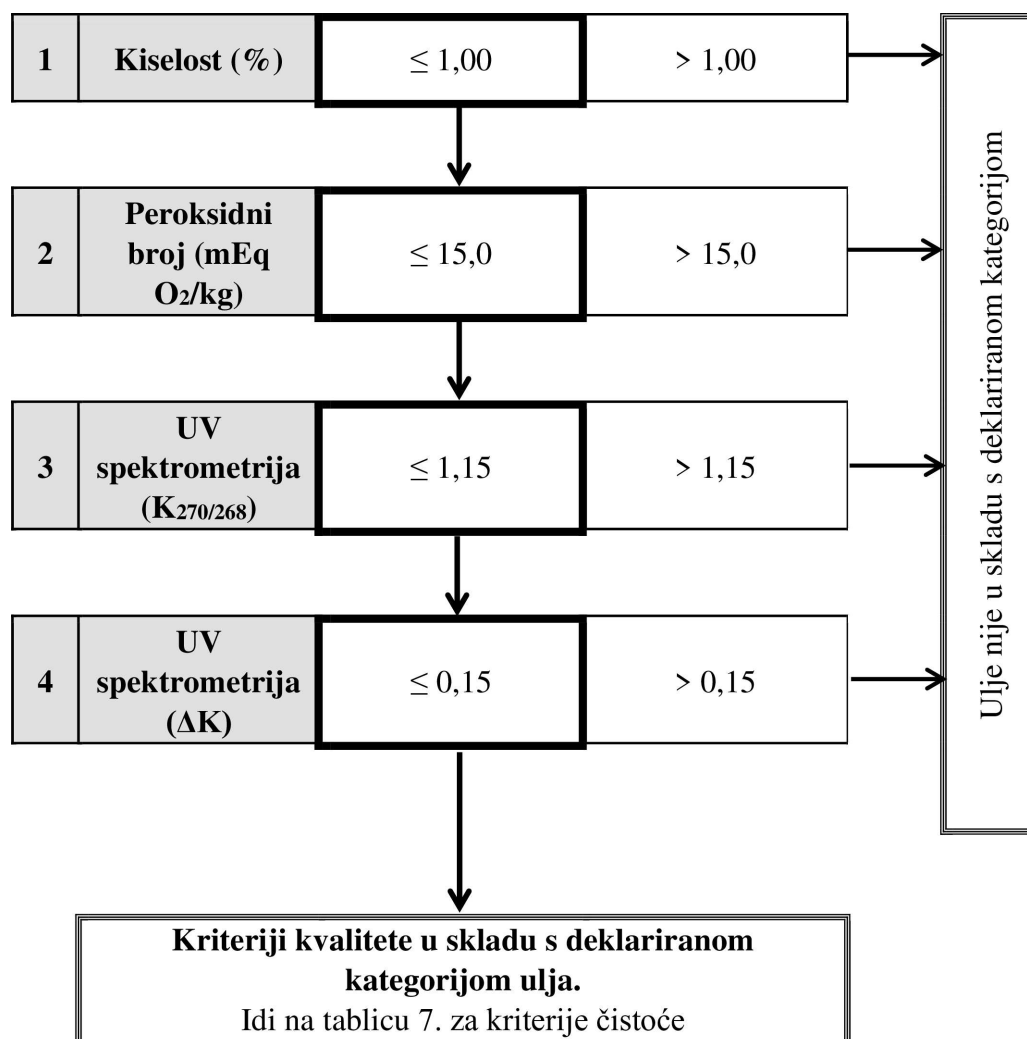 1 Kiselost (%) ≤ 1,00 > 1,00
2 Peroksidni
broj (mEq
O₂/kg) ≤ 15,0 > 15,0
3 UV
spektrometrija
(K₂₇₀/₂₆₈) ≤ 1,15 > 1,15
4 UV
spektrometrija
(ΔK) ≤ 0,15 > 0,15
Ulje nije u skladu s deklariranom kategorijom
Kriteriji kvalitete u skladu s deklariranom
kategorijom ulja.
Idi na tablicu 7. za kriterije čistoće